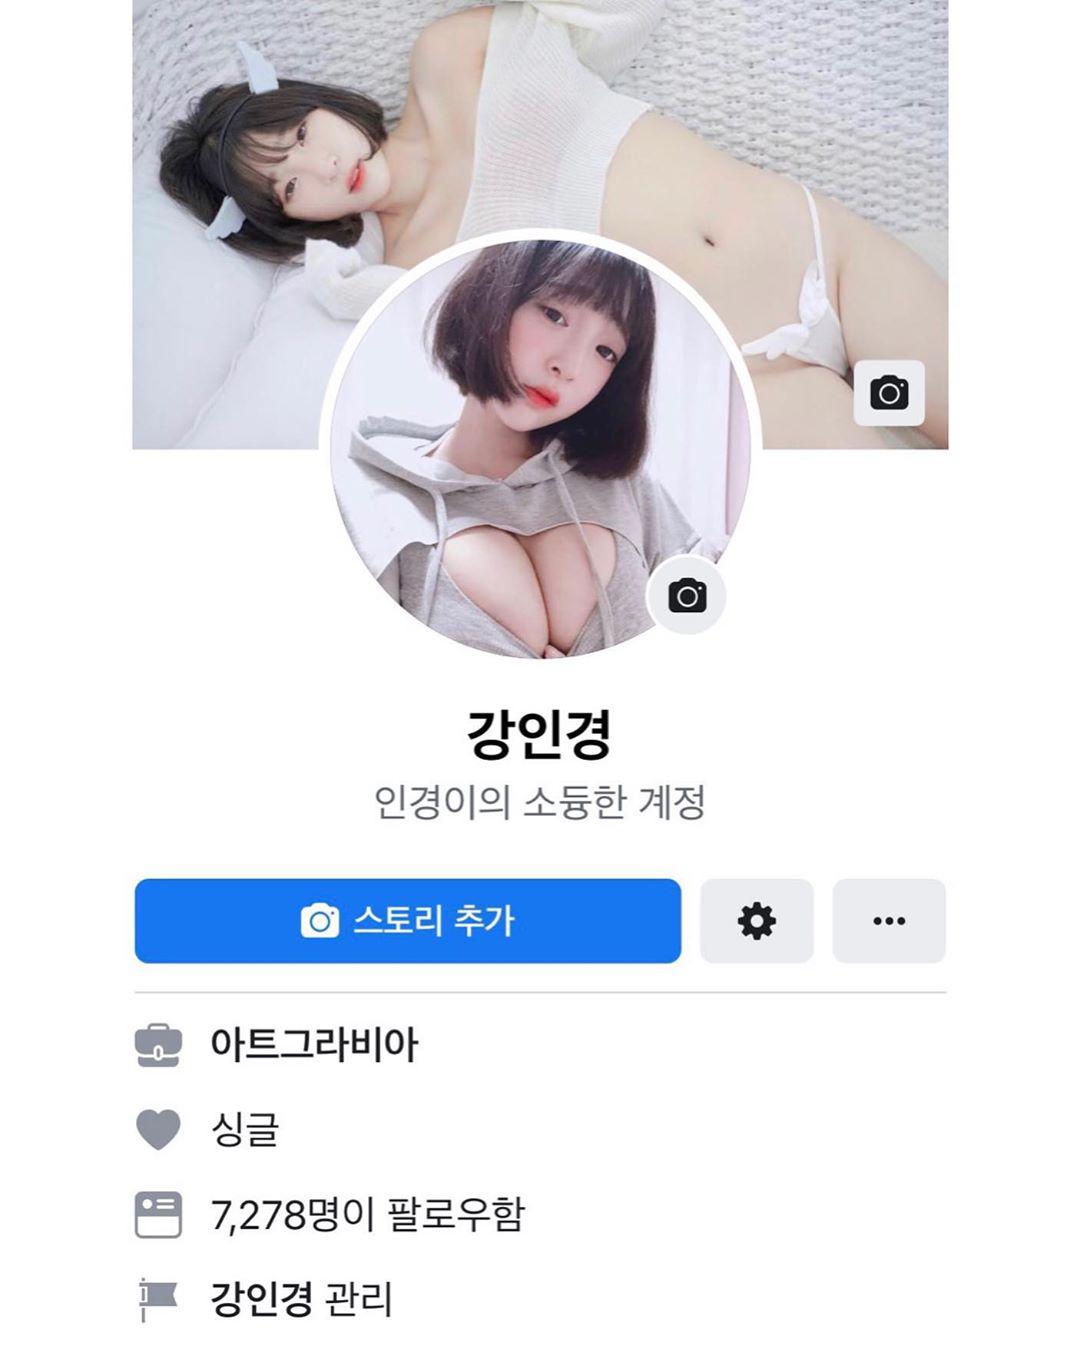 강인경
인경이의 소듕한 계정
스토리 추가
아트그라비아
싱글
7,278명이 팔로우함
강인경 관리